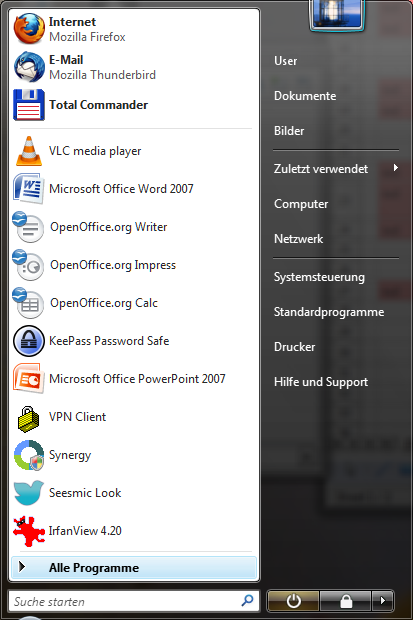 Internet
Mozilla Firefox
E-Mail
Mozilla Thunderbird
Total Commander
VLC media player
Microsoft Office Word 2007
OpenOffice.org Writer
OpenOffice.org Impress
OpenOffice.org Calc
KeePass Password Safe
Microsoft Office PowerPoint 2007
VPN Client
Synergy
Seesmic Look
IrfanView 4.20
Alle Programme
Suche starten
User
Dokumente
Bilder
Zuletzt verwendet
Computer
Netzwerk
Systemsteuerung
Standardprogramme
Drucker
Hilfe und Support